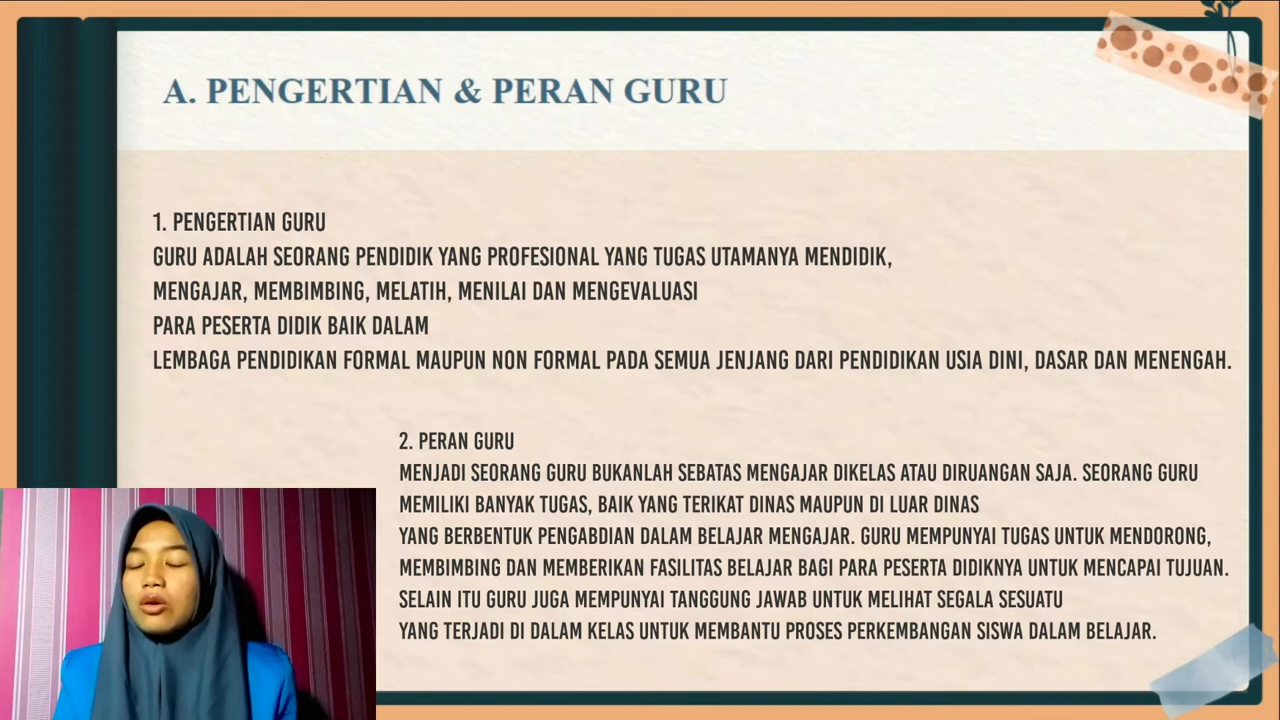 A. PENGERTIAN & PERAN GURU
1. PENGERTIAN GURU
GURU ADALAH SEORANG PENDIDIK YANG PROFESIONAL YANG TUGAS UTAMANYA MENDIDIK,
MENGAJAR, MEMBIMBING, MELATIH, MENILAI DAN MENGEVALUASI
PARA PESERTA DIDIK BAIK DALAM
LEMBAGA PENDIDIKAN FORMAL MAUPUN NON FORMAL PADA SEMUA JENJANG DARI PENDIDIKAN USIA DINI, DASAR DAN MENENGAH.
2. PERAN GURU
MENJADI SEORANG GURU BUKANLAH SEBATAS MENGAJAR DIKELAS ATAU DIRUANGAN SAJA. SEORANG GURU
MEMILIKI BANYAK TUGAS, BAIK YANG TERIKAT DINAS MAUPUN DI LUAR DINAS
YANG BERBENTUK PENGABDIAN DALAM BELAJAR MENGAJAR. GURU MEMPUNYAI TUGAS UNTUK MENDORONG,
MEMBIMBING DAN MEMBERIKAN FASILITAS BELAJAR BAGI PARA PESERTA DIDIKNYA UNTUK MENCAPAI TUJUAN.
SELAIN ITU GURU JUGA MEMPUNYAI TANGGUNG JAWAB UNTUK MELIHAT SEGALA SESUATU
YANG TERJADI DI DALAM KELAS UNTUK MEMBANTU PROSES PERKEMBANGAN SISWA DALAM BELAJAR.